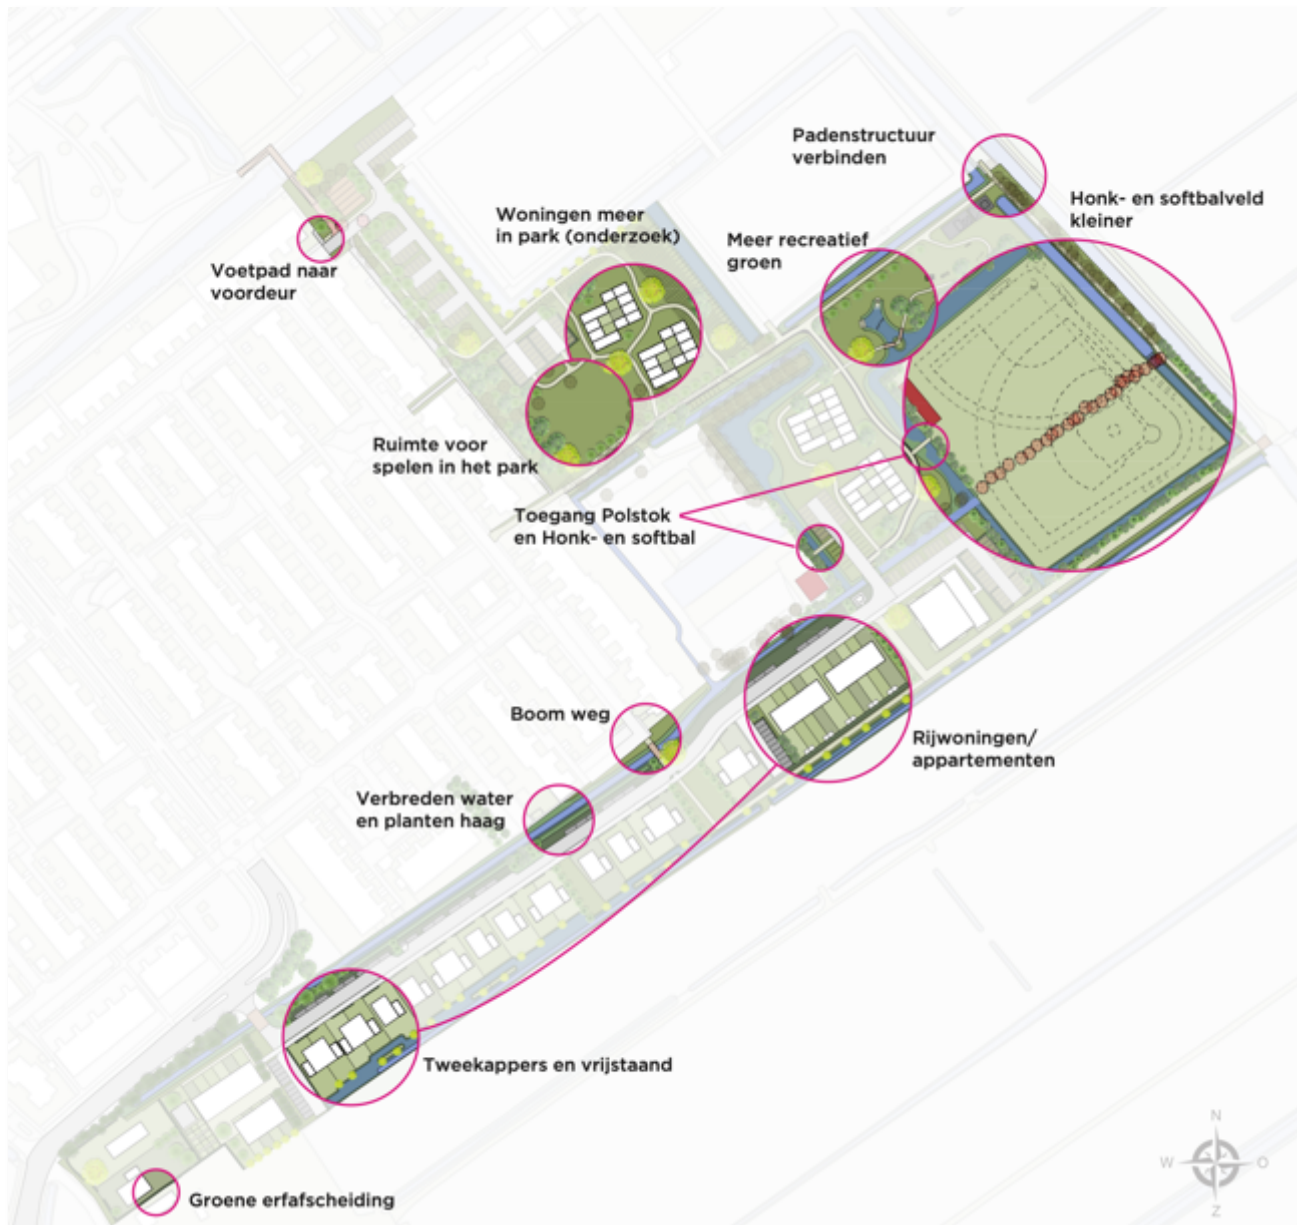 Padenstructuur
verbinden
Honk- en softbalveld
kleiner
Woningen meer
in park (onderzoek)
Meer recreatief
groen
Voetpad naar
voordeur
Ruimte voor
spelen in het park
Toegang Polstok
en Honk- en softbal
Boom weg
Rijwoningen/
appartementen
Verbreden water
en planten haag
Tweekappers en vrijstaand
Groene erfafscheiding
N
W
O
Z